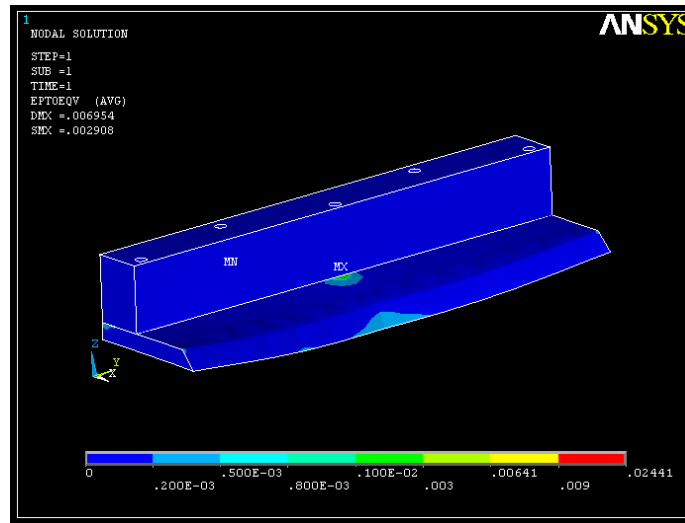 1
NODAL SOLUTION
ANSYS
STEP=1
SUB =1
TIME=1
EPTOEQV (AVG)
DMX =.006954
SMX =.002908
MN
MX
Z
Y
X
0 .500E-03 .100E-02 .00641 .02441
.200E-03 .800E-03 .003 .009